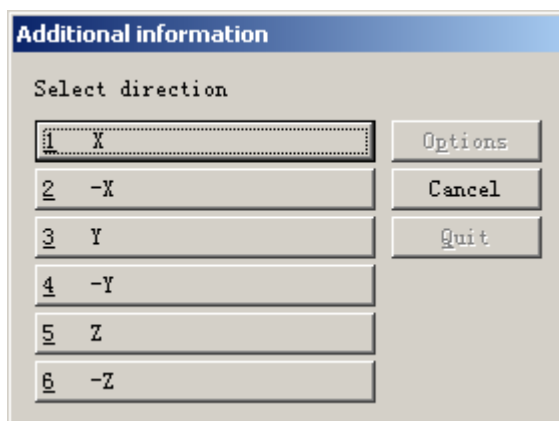 Additional information
Select direction
1 X
Options
2 -X
Cancel
3 Y
Quit
4 -Y
5 Z
6 -Z